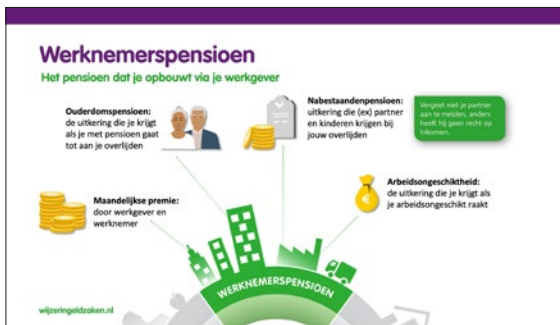 Werknemerspensioen
Het pensioen dat je opbouwt via je werkgever
Ouderdomspensioen:
de uitkering die je krijgt
als je met pensioen gaat
tot aan je overlijden
Nabestaandenpensioen:
uitkering die (ex) partner
en kinderen krijgen bij
jouw overlijden
Vergeet niet je partner
aan te melden, anders
heeft hij geen recht op
inkomen.
Maandelijkse premie:
door werkgever en
werknemer
Arbeidsongeschiktheid:
de uitkering die je krijgt als
je arbeidsongeschikt raakt
€
WERKNEMERSPENSIOEN
wijzeringeldzaken.nl